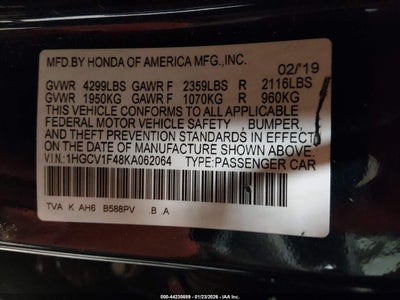 MFD.BY HONDA OF AMERICA MFG.,INC.
02/'19
GVWR 4299LBS GAWR F 2359LBS R 2116LBS
GVWR 1950KG GAWR F 1070KG R 960KG
THIS VEHICLE CONFORMS TO ALL APPLICABLE
FEDERAL MOTOR VEHICLE SAFETY , BUMPER,
AND THEFT PREVENTION STANDARDS IN EFFECT
ON THE DATE OF MANUFACTURE SHOWN ABOVE.
V.I.N.:1HGCV1F48KA062064 TYPE:PASSENGER CAR
TVA K AH6 B588PV .B .A
000-44230089 - 01/23/2026 - ©IAA, Inc.